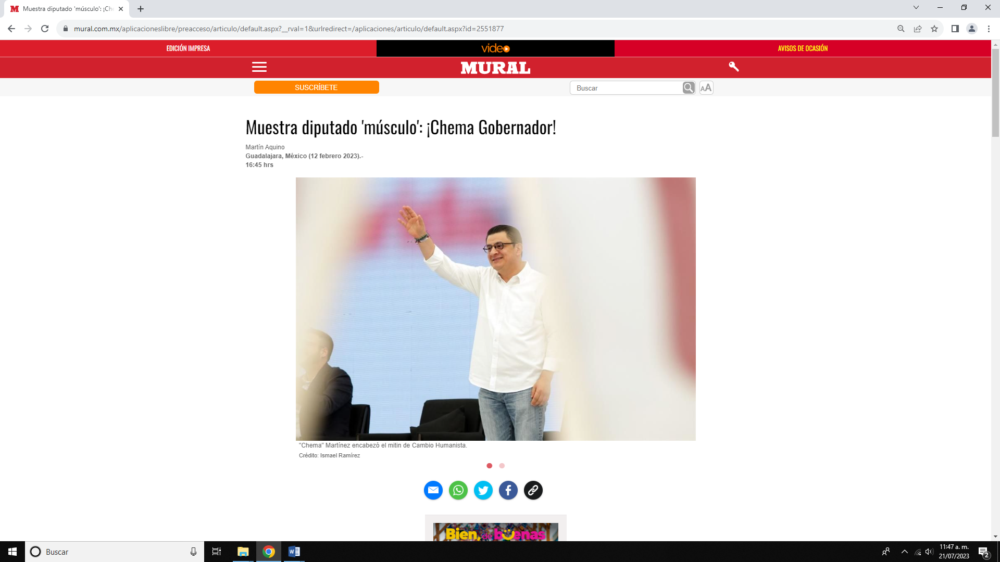 Muestra diputado 'músculo': ¡Che
mural.com.mx/aplicacioneslibre/preacceso/articulo/default.aspx?__rval=1&urlredirect=/aplicaciones/articulo/default.aspx?id=2551877
EDICIÓN IMPRESA
video
AVISOS DE OCASIÓN
MURAL
SUSCRÍBETE
Buscar
AA
Muestra diputado 'músculo': ¡Chema Gobernador!
Martín Aquino
Guadalajara, México (12 febrero 2023).-
16:45 hrs
"Chema" Martínez encabezó el mitin de Cambio Humanista.
Crédito: Ismael Ramírez
Bien, de buenas
Buscar
11:47 a. m.
21/07/2023
2